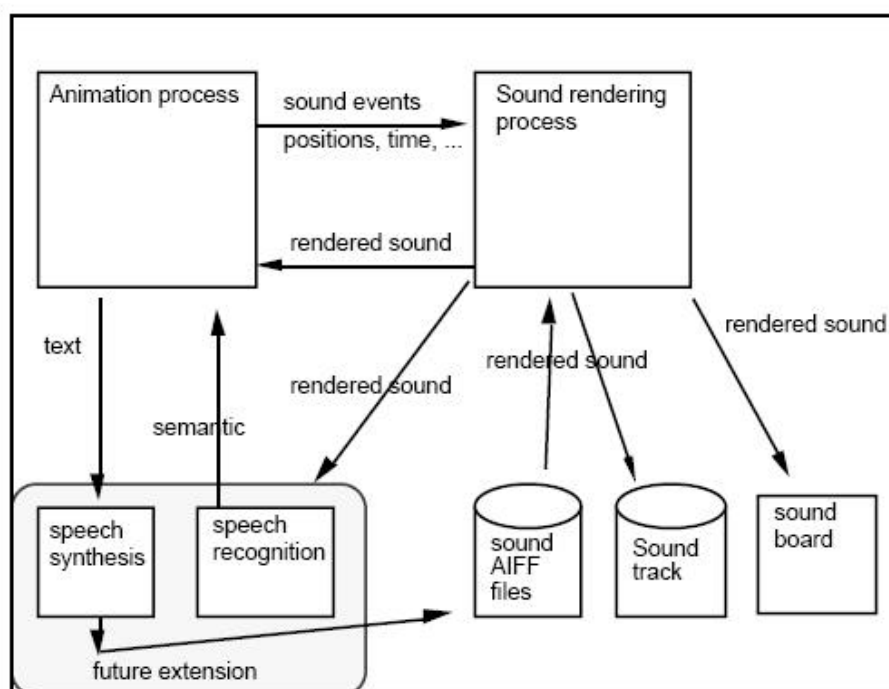 Animation process
sound events
positions, time, ...
Sound rendering
process
rendered sound
text
semantic
rendered sound
rendered sound
rendered sound
speech
synthesis
speech
recognition
sound
AIFF
files
Sound
track
sound
board
future extension